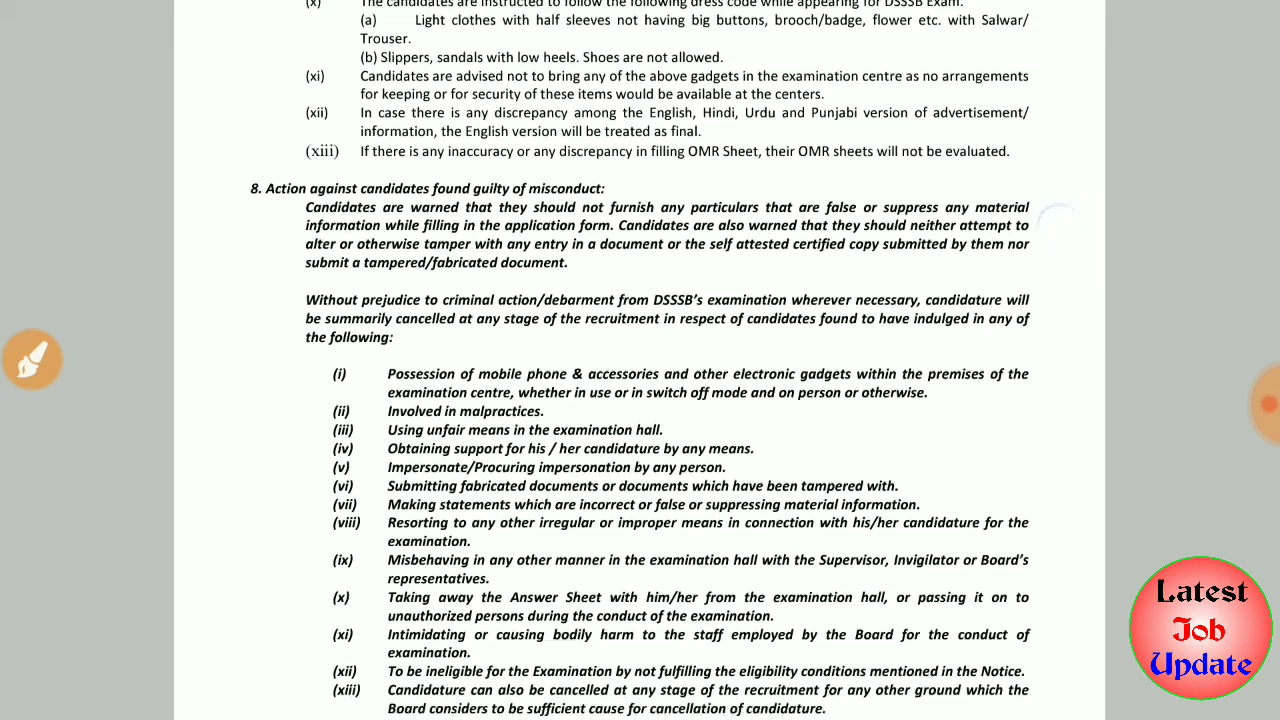 (x) The candidates are instructed to follow the following dress code while appearing for DSSSB Exam.
(a) Light clothes with half sleeves not having big buttons, brooch/badge, flower etc. with Salwar/
Trouser.
(b) Slippers, sandals with low heels. Shoes are not allowed.
(xi) Candidates are advised not to bring any of the above gadgets in the examination centre as no arrangements
for keeping or for security of these items would be available at the centers.
(xii) In case there is any discrepancy among the English, Hindi, Urdu and Punjabi version of advertisement/
information, the English version will be treated as final.
(xiii) If there is any inaccuracy or any discrepancy in filling OMR Sheet, their OMR sheets will not be evaluated.
8. Action against candidates found guilty of misconduct:
Candidates are warned that they should not furnish any particulars that are false or suppress any material
information while filling in the application form. Candidates are also warned that they should neither attempt to
alter or otherwise tamper with any entry in a document or the self attested certified copy submitted by them nor
submit a tampered/fabricated document.
Without prejudice to criminal action/debarment from DSSSB's examination wherever necessary, candidature will
be summarily cancelled at any stage of the recruitment in respect of candidates found to have indulged in any of
the following:
(i) Possession of mobile phone & accessories and other electronic gadgets within the premises of the
examination centre, whether in use or in switch off mode and on person or otherwise.
(ii) Involved in malpractices.
(iii) Using unfair means in the examination hall.
(iv) Obtaining support for his / her candidature by any means.
(v) Impersonate/Procuring impersonation by any person.
(vi) Submitting fabricated documents or documents which have been tampered with.
(vii) Making statements which are incorrect or false or suppressing material information.
(viii) Resorting to any other irregular or improper means in connection with his/her candidature for the
examination.
(ix) Misbehaving in any other manner in the examination hall with the Supervisor, Invigilator or Board's
representatives.
(x) Taking away the Answer Sheet with him/her from the examination hall, or passing it on to
unauthorized persons during the conduct of the examination.
(xi) Intimidating or causing bodily harm to the staff employed by the Board for the conduct of
examination.
(xii) To be ineligible for the Examination by not fulfilling the eligibility conditions mentioned in the Notice.
(xiii) Candidature can also be cancelled at any stage of the recruitment for any other ground which the
Board considers to be sufficient cause for cancellation of candidature.
Latest
Job
Update